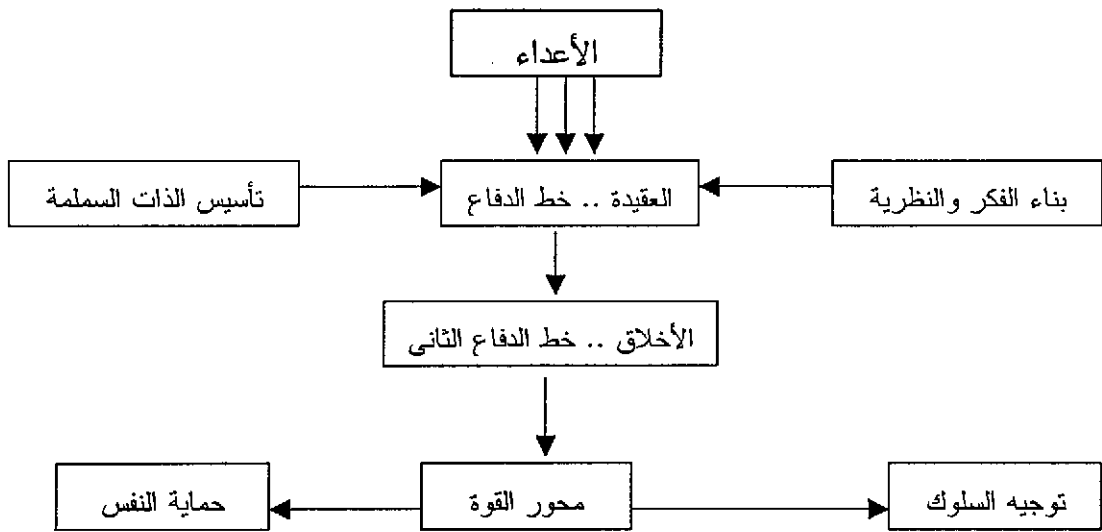 الأعداء
بناء الفكر والنظرية
العقيدة .. خط الدفاع
تأسيس الذات السملمة
الأخلاق .. خط الدفاع الثانى
توجيه السلوك
محور القوة
حماية النفس